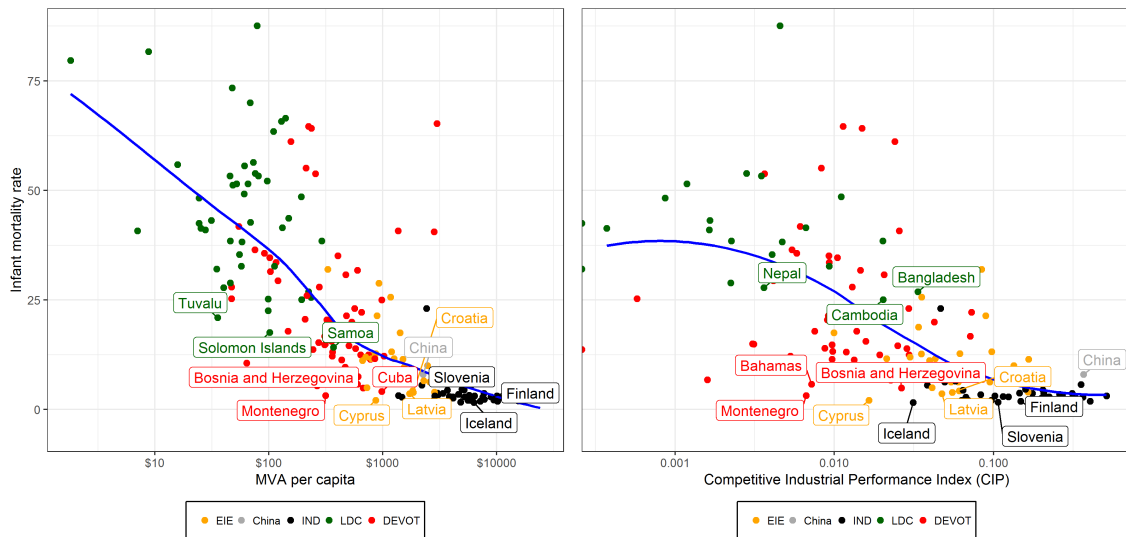 Infant mortality rate
75
50
25
0
Tuvalu
Solomon Islands
Samoa
Croatia
China
Bosnia and Herzegovina
Cuba
Slovenia
Finland
Montenegro
Cyprus
Latvia
Iceland
$10
$100
$1000
$10000
MVA per capita
EIE
China
IND
LDC
DEVOT
Nepal
Bangladesh
Cambodia
Bahamas
Bosnia and Herzegovina
China
Croatia
Montenegro
Cyprus
Latvia
Finland
Iceland
Slovenia
0.001
0.010
0.100
Competitive Industrial Performance Index (CIP)
EIE
China
IND
LDC
DEVOT